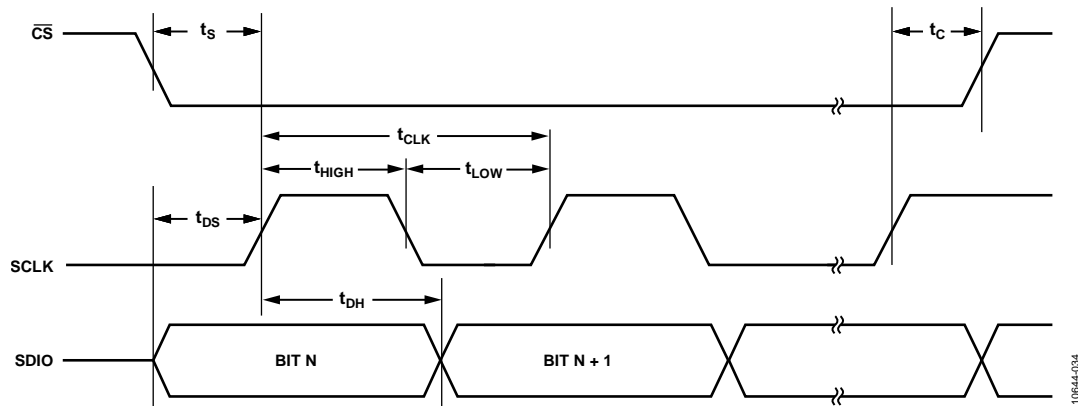 CS
tS
tC
tCLK
tHIGH
tLOW
tDS
SCLK
tDH
SDIO
BIT N
BIT N + 1
10644-034